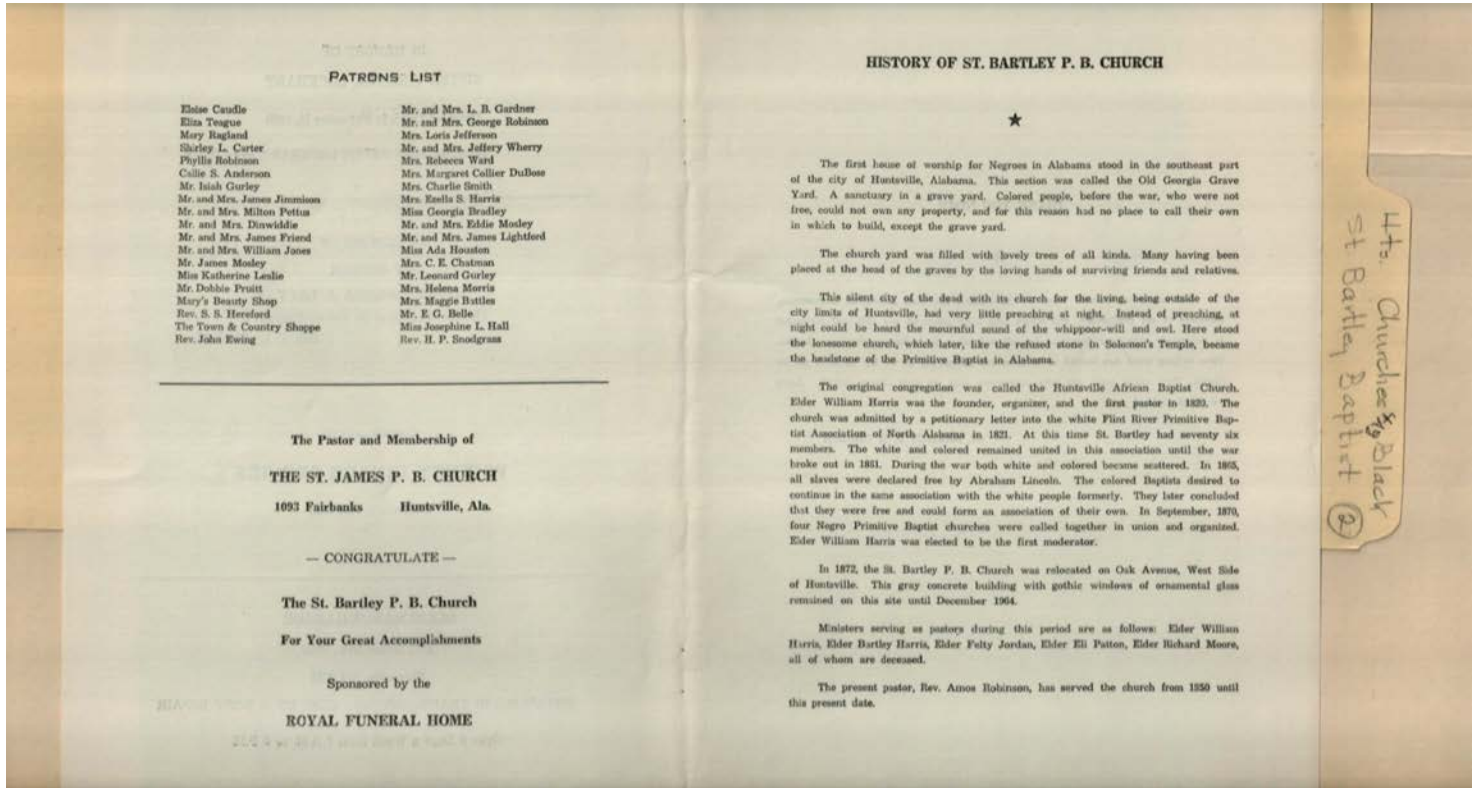 PATRONS LIST
Eloise Caudle
Eliza Teague
Mary Ragland
Shirley L. Carter
Phyllis Robinson
Callie S. Anderson
Mr. Isiah Gurley
Mr. and Mrs. James Jimmison
Mr. and Mrs. Milton Pettus
Mr. and Mrs. Dinwiddie
Mr. and Mrs. James Friend
Mr. and Mrs. William Jones
Mr. James Mosley
Miss Katherine Leslie
Mr. Dobbie Pruitt
Mary's Beauty Shop
Rev. S. S. Hereford
The Town & Country Shoppe
Rev. John Ewing
Mr. and Mrs. L. B. Gardner
Mr. and Mrs. George Robinson
Mrs. Loris Jefferson
Mr. and Mrs. Jeffery Wherry
Mrs. Rebecca Ward
Mrs. Margaret Collier DuBose
Mrs. Charlie Smith
Mrs. Ezella S. Harris
Miss Georgia Bradley
Mr. and Mrs. Eddie Mosley
Mr. and Mrs. James Lightford
Miss Ada Houston
Mrs. C. E. Chatman
Mr. Leonard Gurley
Mrs. Helena Morris
Mrs. Maggie Battles
Mr. E. G. Belle
Miss Josephine L. Hall
Rev. H. P. Snodgrass
The Pastor and Membership of
THE ST. JAMES P. B. CHURCH
1093 Fairbanks Huntsville, Ala.
— CONGRATULATE —
The St. Bartley P. B. Church
For Your Great Accomplishments
Sponsored by the
ROYAL FUNERAL HOME
HISTORY OF ST. BARTLEY P. B. CHURCH
The first house of worship for Negroes in Alabama stood in the southeast part
of the city of Huntsville, Alabama. This section was called the Old Georgia Grave
Yard. A sanctuary in a grave yard. Colored people, before the war, who were not
free, could not own any property, and for this reason had no place to call their own
in which to build, except the grave yard.
The church yard was filled with lovely trees of all kinds. Many having been
placed at the head of the graves by the loving hands of surviving friends and relatives.
This silent city of the dead with its church for the living, being outside of the
city limits of Huntsville, had very little preaching at night. Instead of preaching, at
night could be heard the mournful sound of the whippoor-will and owl. Here stood
the lonesome church, which later, like the refused stone in Solomon's Temple, became
the headstone of the Primitive Baptist in Alabama.
The original congregation was called the Huntsville African Baptist Church.
Elder William Harris was the founder, organizer, and the first pastor in 1820. The
church was admitted by a petitionary letter into the white Flint River Primitive Bap-
tist Association of North Alabama in 1821. At this time St. Bartley had seventy six
members. The white and colored remained united in this association until the war
broke out in 1861. During the war both white and colored became scattered. In 1865,
all slaves were declared free by Abraham Lincoln. The colored Baptists desired to
continue in the same association with the white people formerly. They later concluded
that they were free and could form an association of their own. In September, 1870,
four Negro Primitive Baptist churches were called together in union and organized.
Elder William Harris was elected to be the first moderator.
In 1872, the St. Bartley P. B. Church was relocated on Oak Avenue, West Side
of Huntsville. This gray concrete building with gothic windows of ornamental glass
remained on this site until December 1964.
Ministers serving as pastors during this period are as follows: Elder William
Harris, Elder Bartley Harris, Elder Felty Jordan, Elder Eli Patton, Elder Richard Moore,
all of whom are deceased.
The present pastor, Rev. Amos Robinson, has served the church from 1950 until
this present date.
Hts. Churches Black
St. Bartley Baptist 2